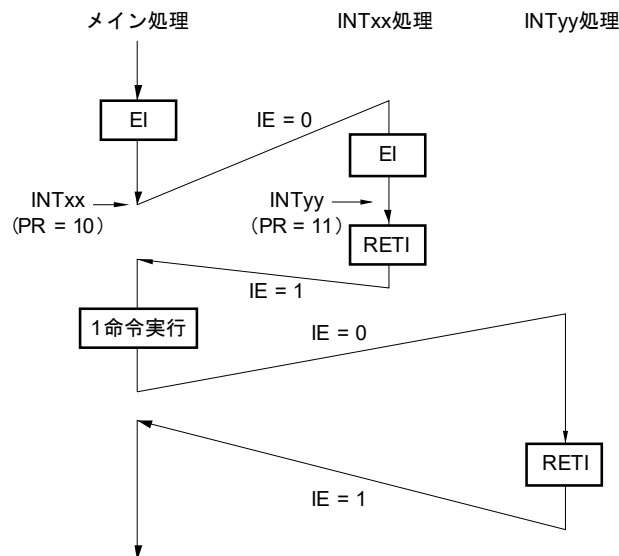 メイン処理
INTxx処理
INTyy処理
EI
IE = 0
EI
INTxx
(PR = 10)
INTyy
(PR = 11)
RETI
IE = 1
1命令実行
IE = 0
RETI
IE = 1